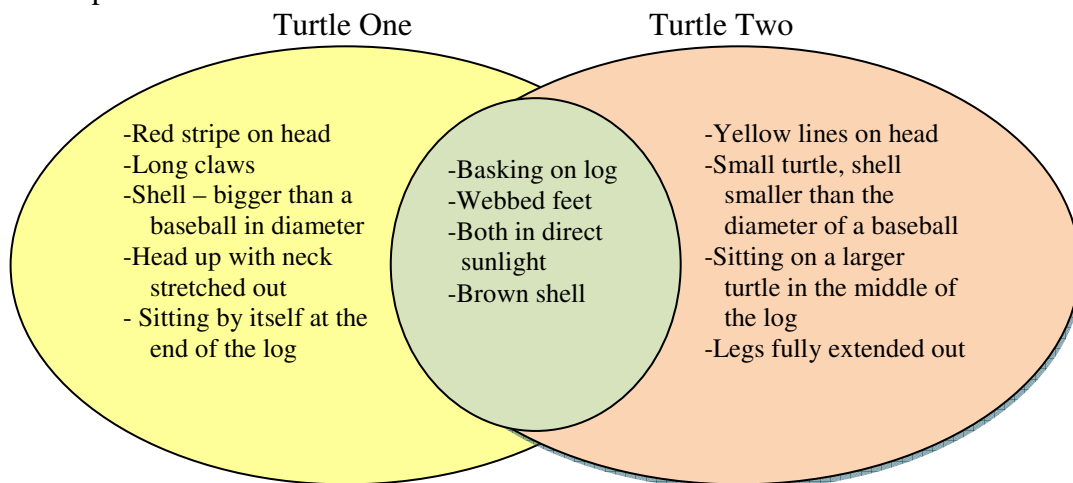 Turtle One
Turtle Two
-Red stripe on head
-Long claws
-Shell – bigger than a
baseball in diameter
-Head up with neck
stretched out
- Sitting by itself at the
end of the log
-Basking on log
-Webbed feet
-Both in direct
sunlight
-Brown shell
-Yellow lines on head
-Small turtle, shell
smaller than the
diameter of a baseball
-Sitting on a larger
turtle in the middle of
the log
-Legs fully extended out